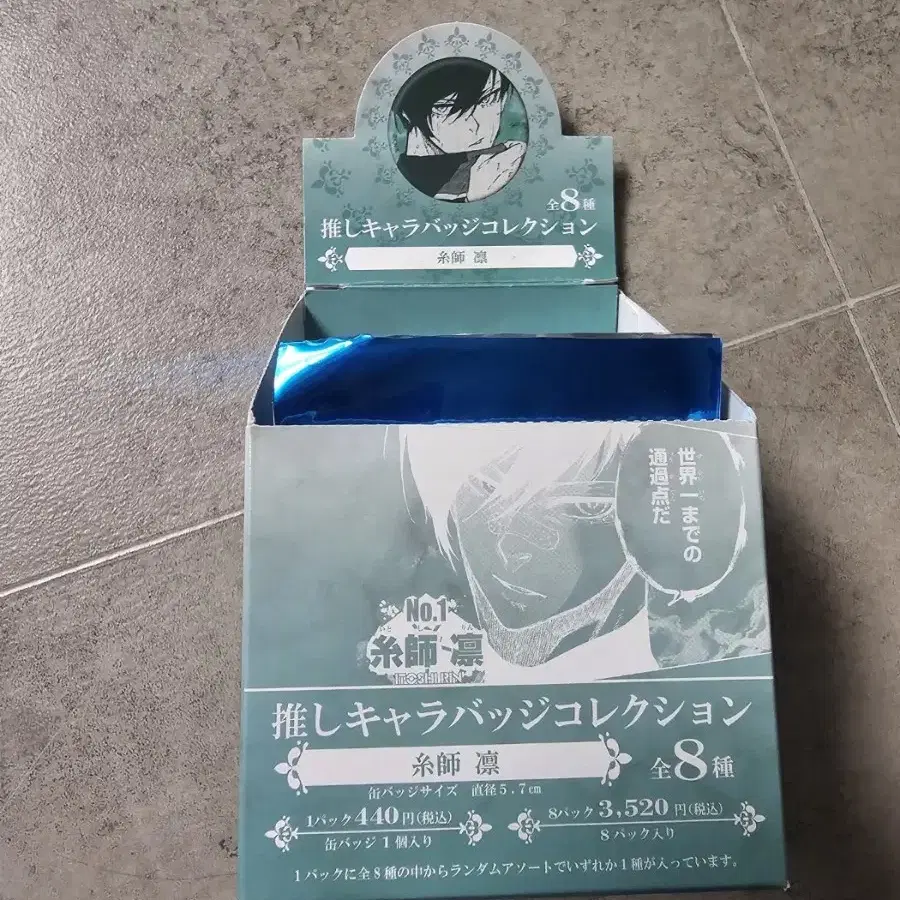 全8種
推しキャラバッジコレクション
糸師 凛
世界一までの
通過点だ
No.1
いとし りん
糸師 凛
ITOSHI RIN
推しキャラバッジコレクション
糸師 凛
全8種
缶バッジサイズ 直径5.7cm
1パック440円(税込)
缶バッジ1個入り
8パック3,520円(税込)
8パック入り
1パックに全8種の中からランダムアソートでいずれか1種が入っています。